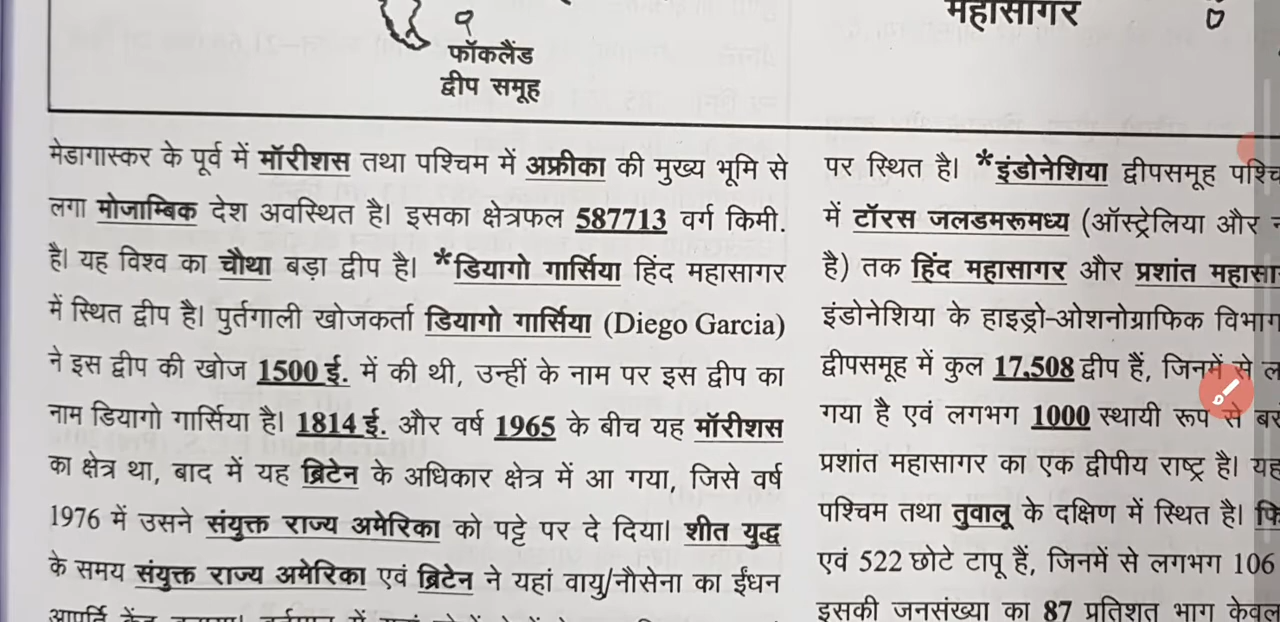 महासागर
फॉकलैंड
द्वीप समूह
मेडागास्कर के पूर्व में मॉरीशस तथा पश्चिम में अफ्रीका की मुख्य भूमि से
लगा मोजाम्बिक देश अवस्थित है। इसका क्षेत्रफल 587713 वर्ग किमी.
है। यह विश्व का चौथा बड़ा द्वीप है। *डियागो गार्सिया हिंद महासागर
में स्थित द्वीप है। पुर्तगाली खोजकर्ता डियागो गार्सिया (Diego Garcia)
ने इस द्वीप की खोज 1500 ई. में की थी, उन्हीं के नाम पर इस द्वीप का
नाम डियागो गार्सिया है। 1814 ई. और वर्ष 1965 के बीच यह मॉरीशस
का क्षेत्र था, बाद में यह ब्रिटेन के अधिकार क्षेत्र में आ गया, जिसे वर्ष
1976 में उसने संयुक्त राज्य अमेरिका को पट्टे पर दे दिया। शीत युद्ध
के समय संयुक्त राज्य अमेरिका एवं ब्रिटेन ने यहां वायु/नौसेना का ईंधन
पर स्थित है। *इंडोनेशिया द्वीपसमूह
में टॉरस जलडमरूमध्य (ऑस्ट्रेलिया और
है) तक हिंद महासागर और प्रशांत
इंडोनेशिया के हाइड्रो-ओशनोग्राफिक विभाग
द्वीपसमूह में कुल 17,508 द्वीप हैं, जिनमें से
गया है एवं लगभग 1000 स्थायी रूप से
प्रशांत महासागर का एक द्वीपीय राष्ट्र है। यह
पश्चिम तथा तुवालू के दक्षिण में स्थित है।
एवं 522 छोटे टापू हैं, जिनमें से लगभग 106
इसकी जनसंख्या का 87 प्रतिशत भाग केवल